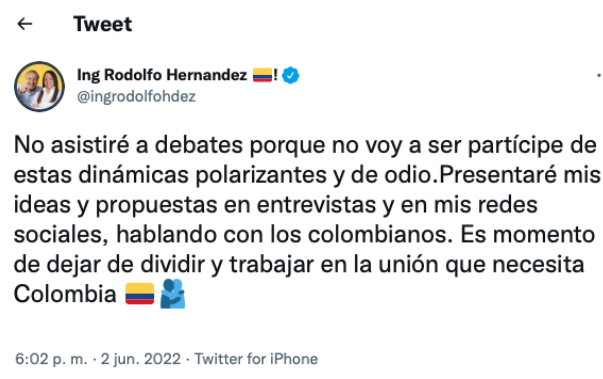 ← Tweet
Ing Rodolfo Hernandez 🇨🇴!
@ingrodolfohdez
No asistiré a debates porque no voy a ser partícipe de
estas dinámicas polarizantes y de odio.Presentaré mis
ideas y propuestas en entrevistas y en mis redes
sociales, hablando con los colombianos. Es momento
de dejar de dividir y trabajar en la unión que necesita
Colombia 🇨🇴🫂
6:02 p. m. · 2 jun. 2022 · Twitter for iPhone